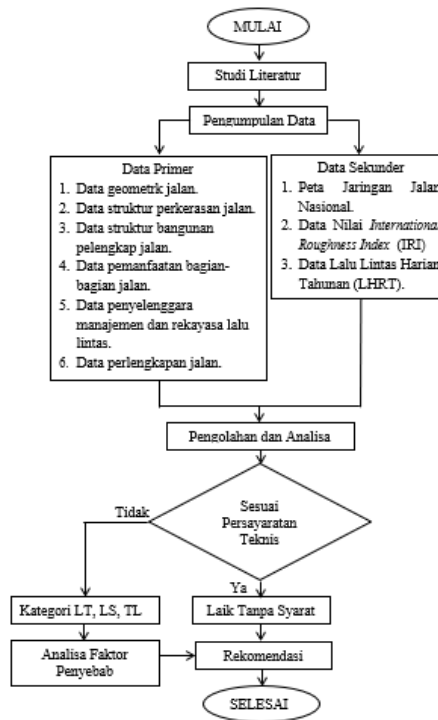 MULAI
Studi Literatur
Pengumpulan Data
Data Primer
1. Data geometrk jalan.
2. Data struktur perkerasan jalan.
3. Data struktur bangunan
pelengkap jalan.
4. Data pemanfaatan bagian-
bagian jalan.
5. Data penyelenggara
manajemen dan rekayasa lalu
lintas.
6. Data perlengkapan jalan.
Data Sekunder
1. Peta Jaringan Jalan
Nasional.
2. Data Nilai International
Roughness Index (IRI)
3. Data Lalu Lintas Harian
Tahunan (LHRT).
Pengolahan dan Analisa
Sesuai
Persayaratan
Teknis
Tidak
Ya
Kategori LT, LS, TL
Laik Tanpa Syarat
Analisa Faktor
Penyebab
Rekomendasi
SELESAI